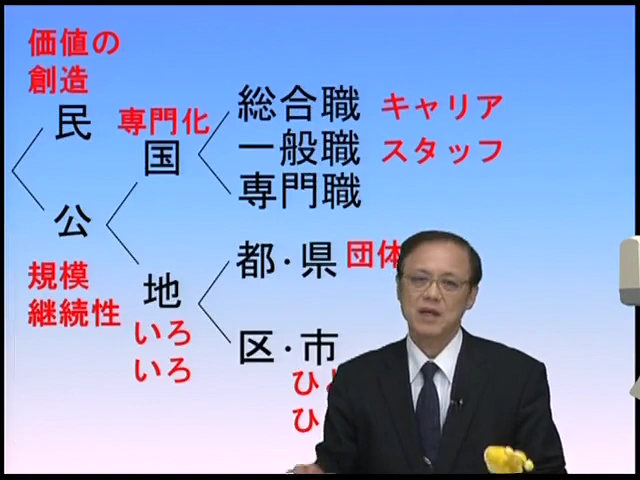 価値の
創造
民
公
規模
継続性
専門化
国
地
いろ
いろ
総合職 キャリア
一般職 スタッフ
専門職
都・県 団体
区・市
ひ
ひ